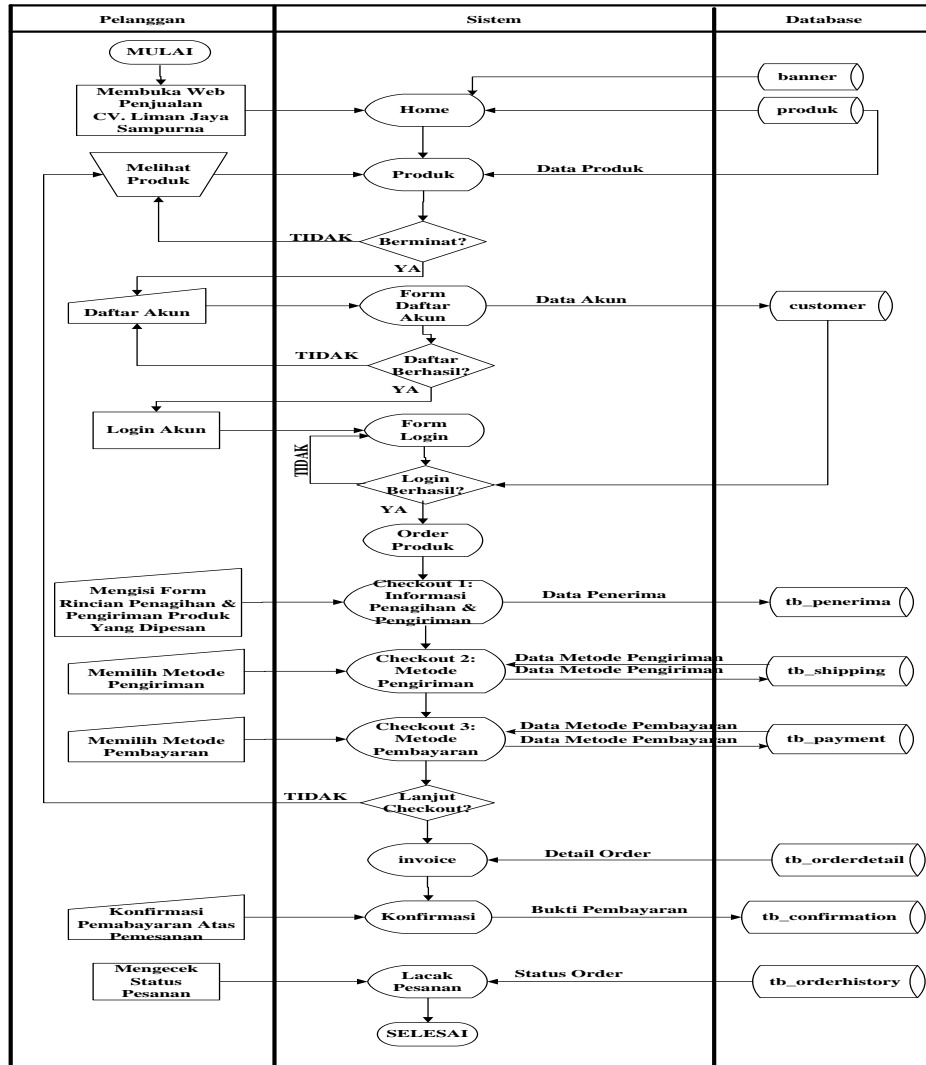 Pelanggan
Sistem
Database
MULAI
banner
Membuka Web
Penjualan
CV. Liman Jaya
Sampurna
Home
produk
Melihat
Produk
Produk
Data Produk
TIDAK
Berminat?
YA
Daftar Akun
Form
Daftar
Akun
Data Akun
customer
TIDAK
Daftar
Berhasil?
YA
Login Akun
Form
Login
TIDAK
Login
Berhasil?
YA
Order
Produk
Mengisi Form
Rincian Penagihan &
Pengiriman Produk
Yang Dipesan
Checkout 1:
Informasi
Penagihan &
Pengiriman
Data Penerima
tb_penerima
Memilih Metode
Pengiriman
Checkout 2:
Metode
Pengiriman
Data Metode Pengiriman
Data Metode Pengiriman
tb_shipping
Memilih Metode
Pembayaran
Checkout 3:
Metode
Pembayaran
Data Metode Pembayaran
Data Metode Pembayaran
tb_payment
TIDAK
Lanjut
Checkout?
invoice
Detail Order
tb_orderdetail
Konfirmasi
Pemabayaran Atas
Pemesanan
Konfirmasi
Bukti Pembayaran
tb_confirmation
Mengecek
Status
Pesanan
Lacak
Pesanan
Status Order
tb_orderhistory
SELESAI